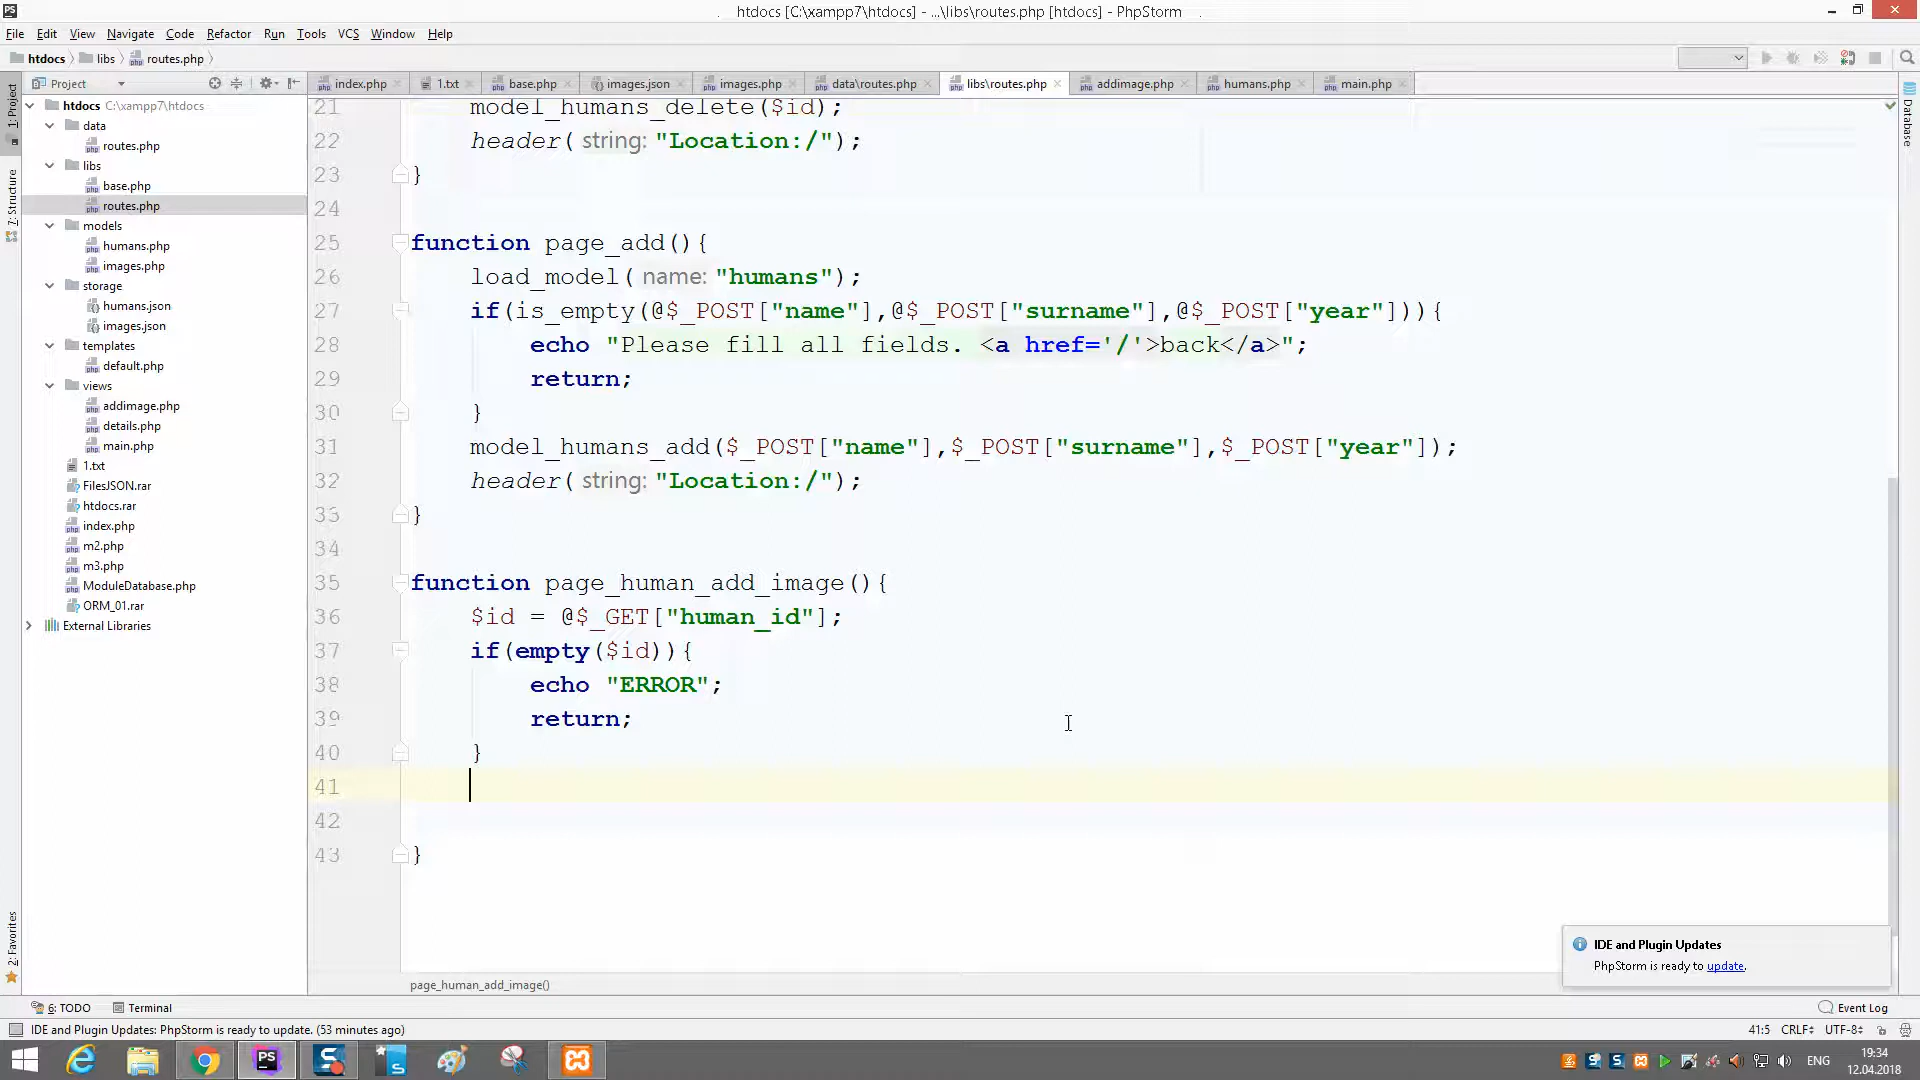 PS
htdocs [C:\xampp7\htdocs] - ...\libs\routes.php [htdocs] - PhpStorm
File Edit View Navigate Code Refactor Run Tools VCS Window Help
htdocs libs routes.php
Project
index.php 1.txt base.php images.json images.php data\routes.php libs\routes.php addimage.php humans.php main.php
1: Project
7: Structure
2: Favorites
Database
htdocs C:\xampp7\htdocs
data
routes.php
libs
base.php
routes.php
models
humans.php
images.php
storage
humans.json
images.json
templates
default.php
views
addimage.php
details.php
main.php
1.txt
FilesJSON.rar
htdocs.rar
index.php
m2.php
m3.php
ModuleDatabase.php
ORM_01.rar
External Libraries
21 model_humans_delete($id);
22 header( string: "Location:/");
23 }
24
25 function page_add(){
26 load_model( name: "humans");
27 if(is_empty(@$_POST["name"],@$_POST["surname"],@$_POST["year"])){
28 echo "Please fill all fields. <a href='/'>back</a>";
29 return;
30 }
31 model_humans_add($_POST["name"],$_POST["surname"],$_POST["year"]);
32 header( string: "Location:/");
33 }
34
35 function page_human_add_image(){
36 $id = @$_GET["human_id"];
37 if(empty($id)){
38 echo "ERROR";
39 return;
40 }
41
42
43 }
IDE and Plugin Updates
PhpStorm is ready to update.
page_human_add_image()
6: TODO Terminal Event Log
IDE and Plugin Updates: PhpStorm is ready to update. (53 minutes ago) 41:5 CRLF UTF-8
ENG 19:34
12.04.2018